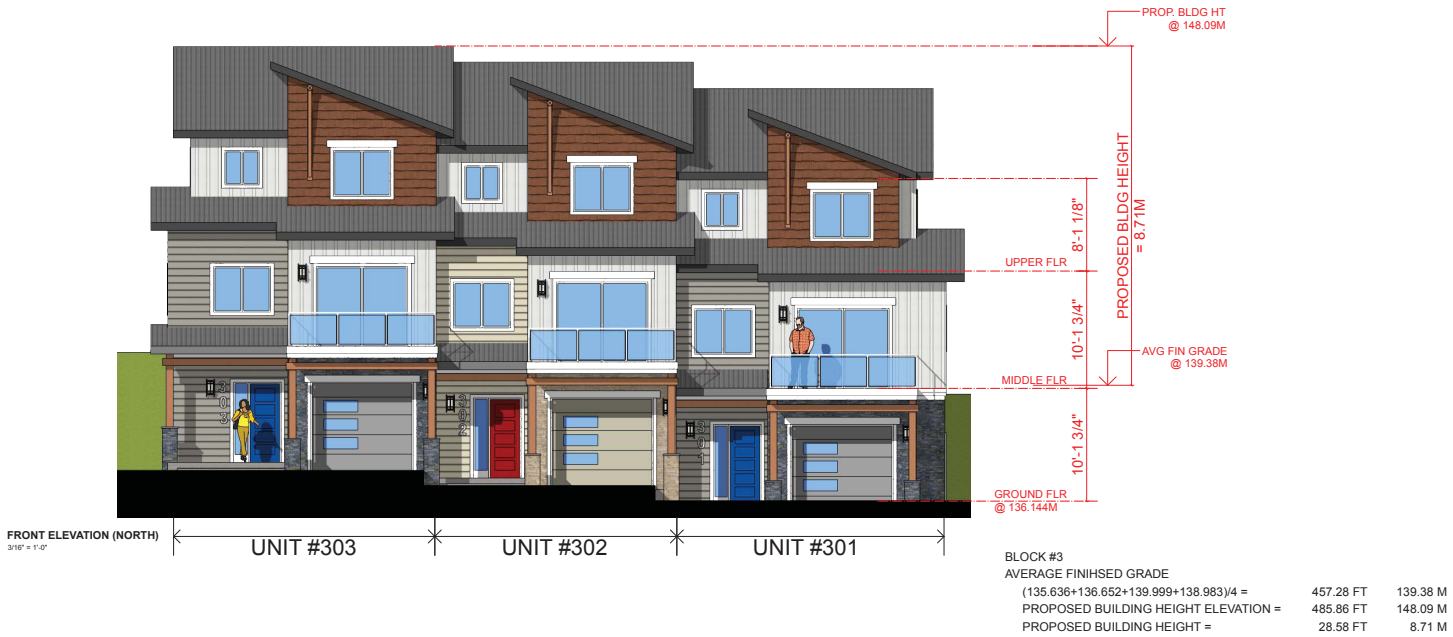 PROP. BLDG HT
@ 148.09M
PROPOSED BLDG HEIGHT
= 8.71M
8'-1 1/8"
UPPER FLR
10'-1 3/4"
AVG FIN GRADE
@ 139.38M
MIDDLE FLR
10'-1 3/4"
GROUND FLR
@ 136.144M
303
302
301
FRONT ELEVATION (NORTH)
3/16" = 1'-0"
UNIT #303
UNIT #302
UNIT #301
BLOCK #3
AVERAGE FINIHSED GRADE
(135.636+136.652+139.999+138.983)/4 = 457.28 FT 139.38 M
PROPOSED BUILDING HEIGHT ELEVATION = 485.86 FT 148.09 M
PROPOSED BUILDING HEIGHT = 28.58 FT 8.71 M